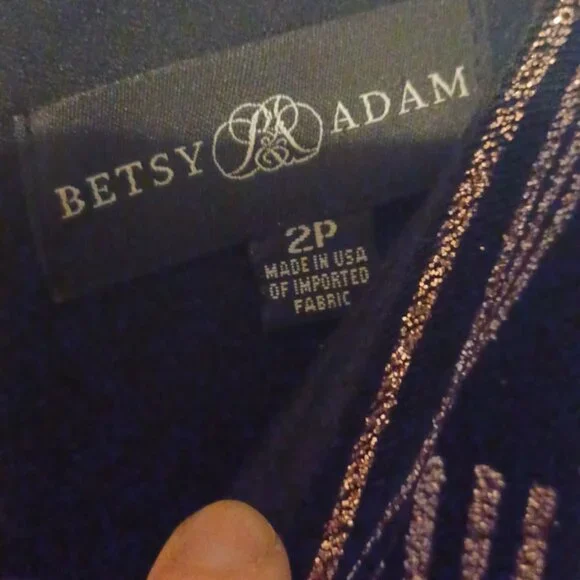 BETSY & ADAM
2P
MADE IN USA
OF IMPORTED
FABRIC